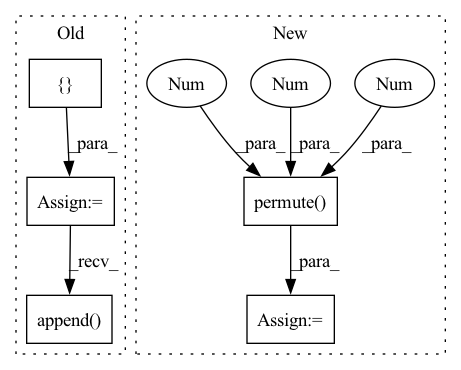 Old
New
{}
Num
Num
Num
_para_
_para_
_para_
_para_
Assign:=
permute()
_recv_
_para_
append()
Assign:=